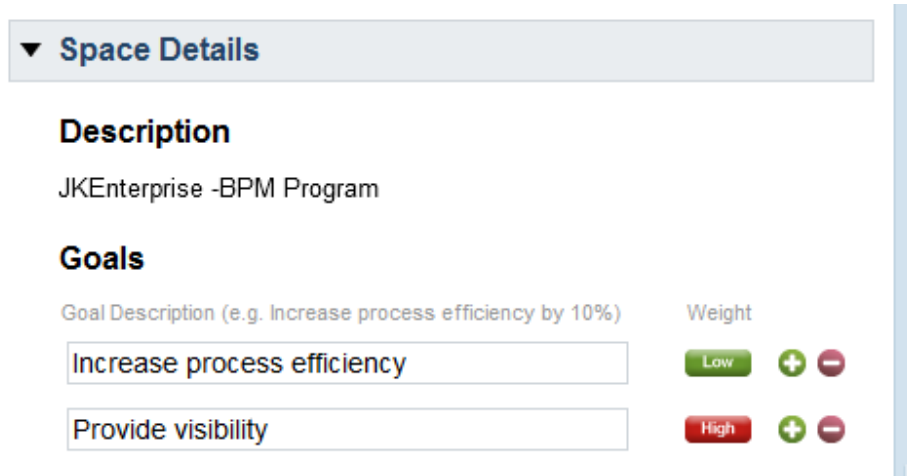 Space Details
Description
JKEnterprise -BPM Program
Goals
Goal Description (e.g. Increase process efficiency by 10%) Weight
Increase process efficiency Low
Provide visibility High